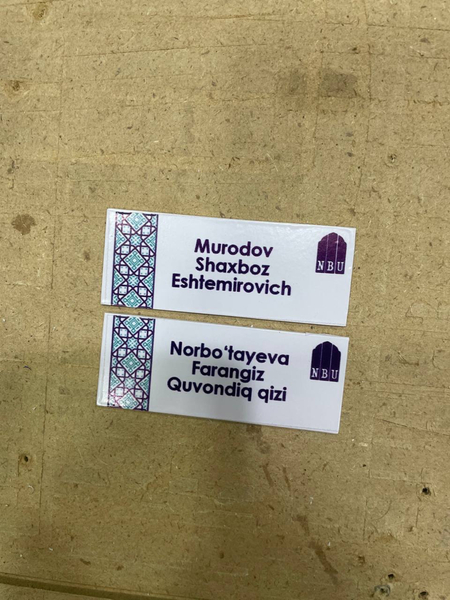 Murodov
Shaxboz
Eshtemirovich
NBU
Norbo‘tayeva
Farangiz
Quvondiq qizi
NBU